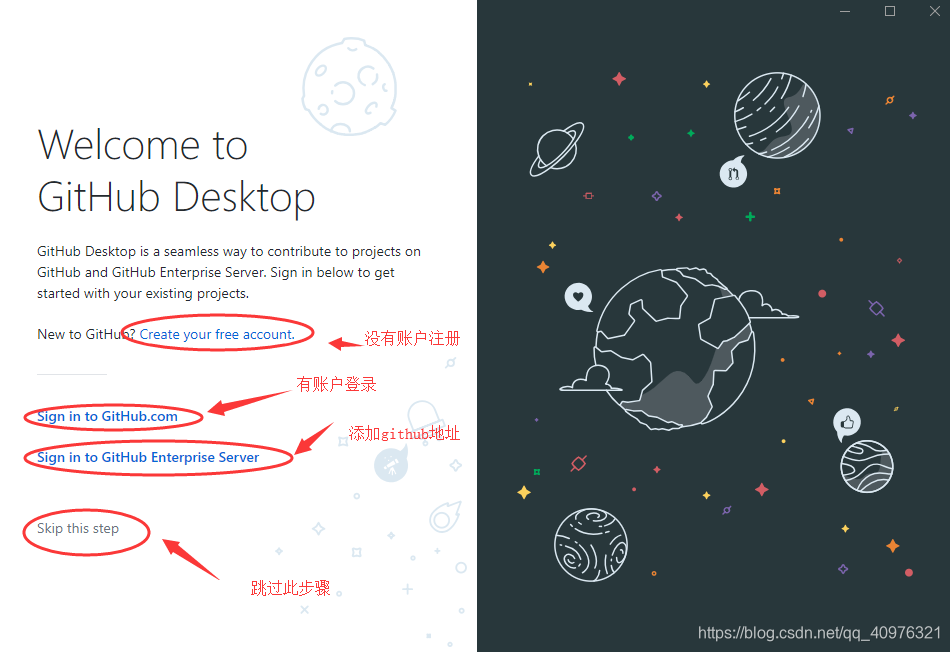 Welcome to
GitHub Desktop
GitHub Desktop is a seamless way to contribute to projects on
GitHub and GitHub Enterprise Server. Sign in below to get
started with your existing projects.
New to GitHub? Create your free account.
没有账户注册
有账户登录
Sign in to GitHub.com
添加github地址
Sign in to GitHub Enterprise Server
Skip this step
跳过此步骤
https://blog.csdn.net/qq_40976321